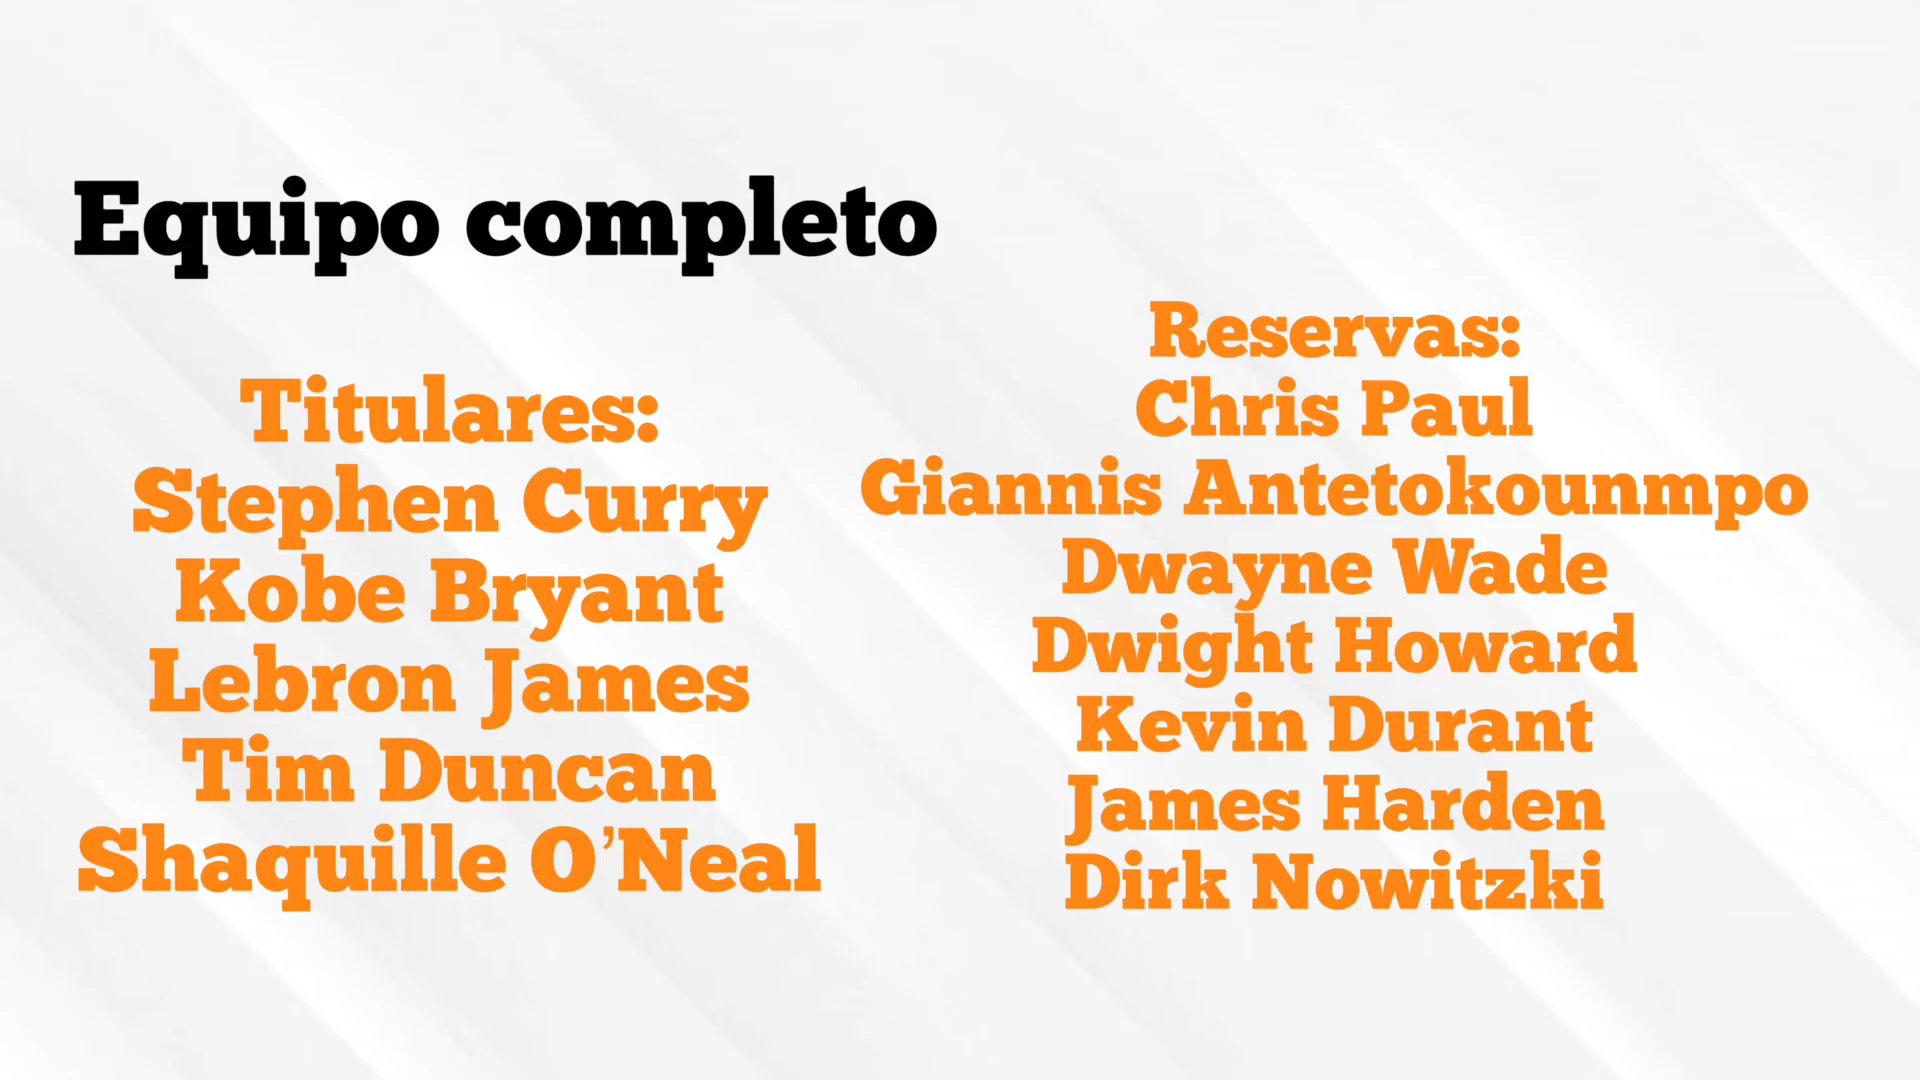 Equipo completo
Titulares:
Stephen Curry
Kobe Bryant
Lebron James
Tim Duncan
Shaquille O’Neal
Reservas:
Chris Paul
Giannis Antetokounmpo
Dwayne Wade
Dwight Howard
Kevin Durant
James Harden
Dirk Nowitzki